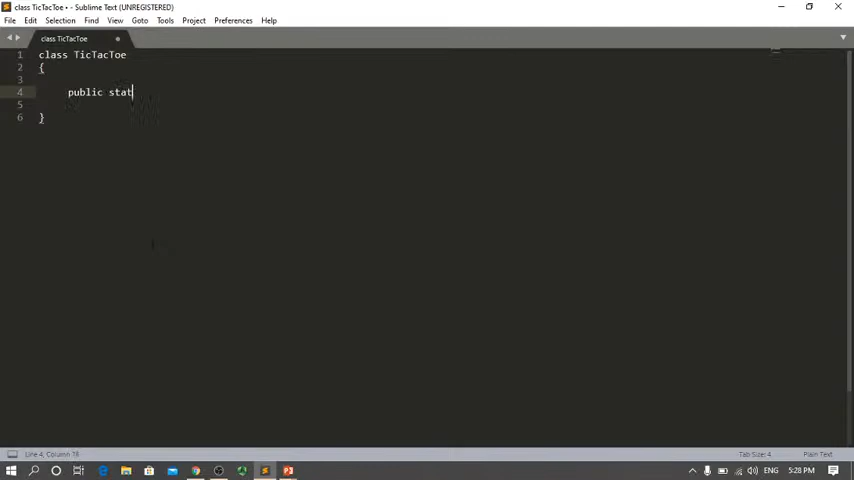 class TicTacToe • - Sublime Text (UNREGISTERED)
File Edit Selection Find View Goto Tools Project Preferences Help
class TicTacToe
1 class TicTacToe
2 {
3
4 public stat
5
6 }
Line 4, Column 16
Tab Size: 4 Plain Text
ENG 5:28 PM